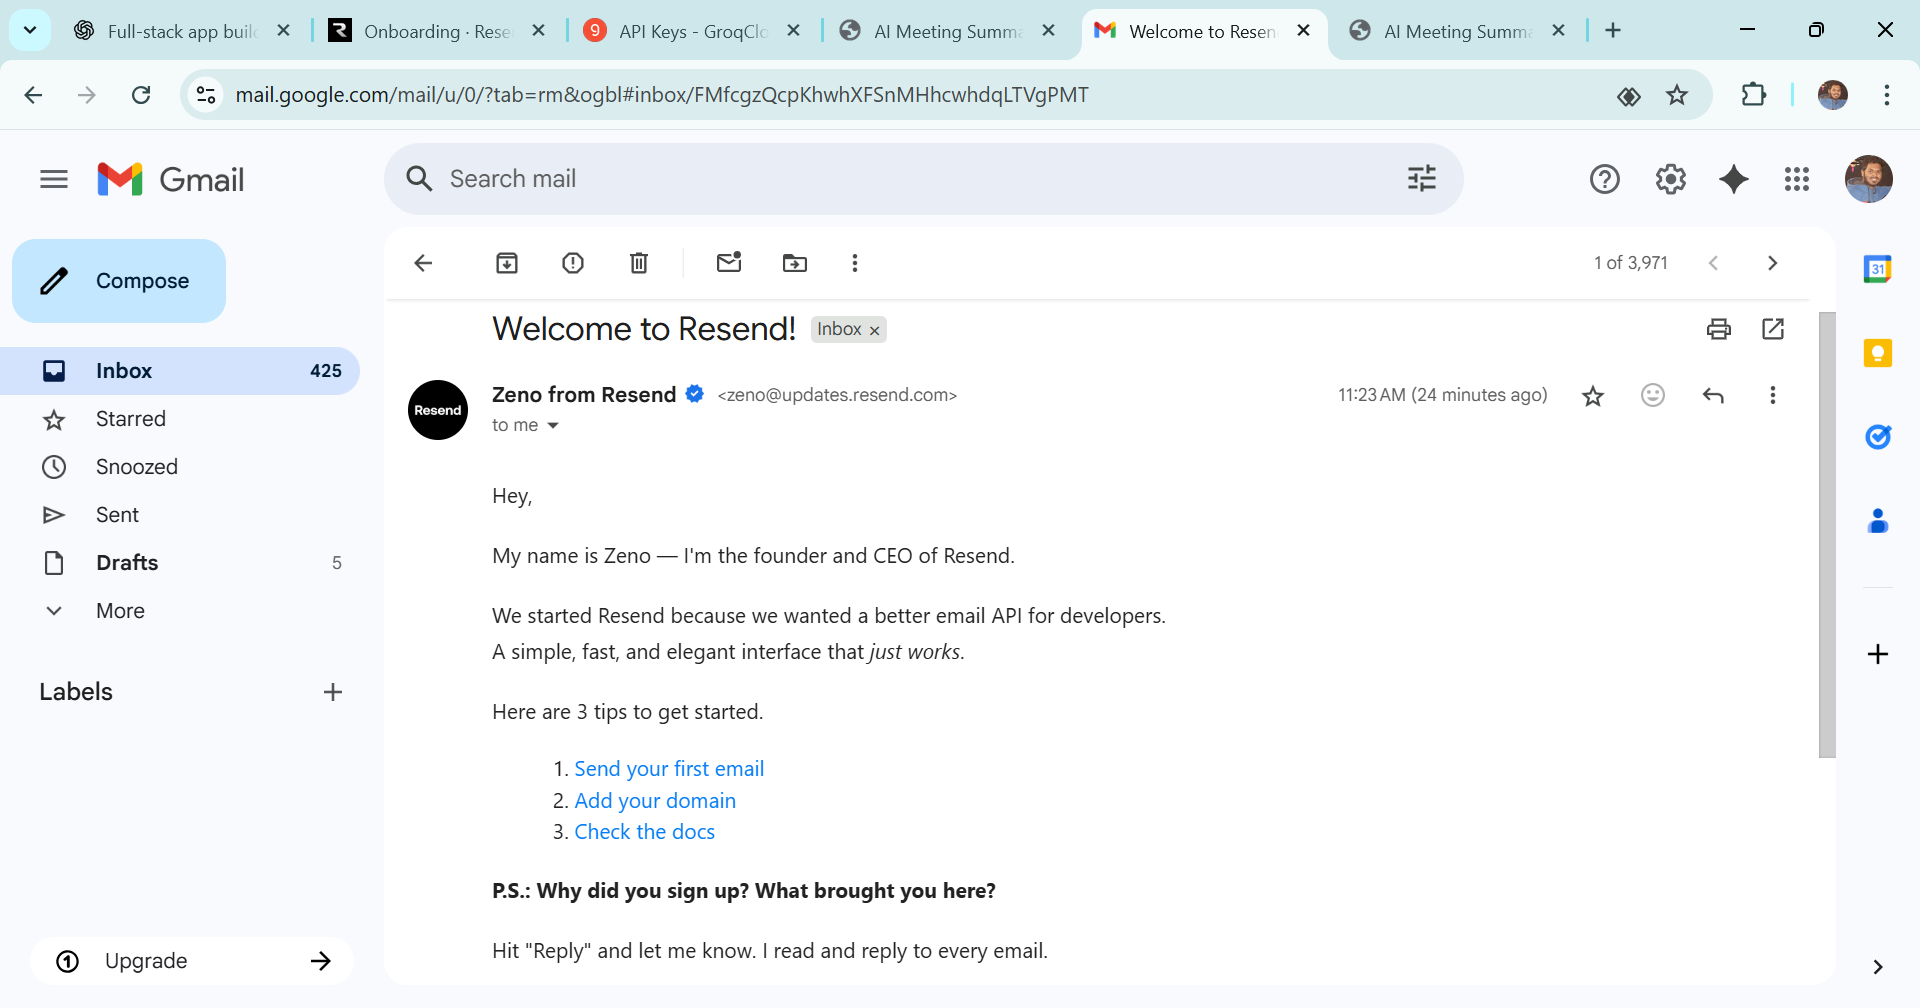 Full-stack app buil
Onboarding · Rese
9
API Keys - GroqClo
AI Meeting Summa
Welcome to Resen
AI Meeting Summa
mail.google.com/mail/u/0/?tab=rm&ogbl#inbox/FMfcgzQcpKhwhXFSnMHhcwhdqLTVgPMT
Gmail
Search mail
Compose
1 of 3,971
31
Welcome to Resend!
Inbox ×
Inbox 425
Resend
Zeno from Resend <zeno@updates.resend.com>
11:23 AM (24 minutes ago)
Starred
to me
Snoozed
Hey,
Sent
My name is Zeno — I'm the founder and CEO of Resend.
Drafts 5
More
We started Resend because we wanted a better email API for developers.
A simple, fast, and elegant interface that just works.
Labels
Here are 3 tips to get started.
1. Send your first email
2. Add your domain
3. Check the docs
P.S.: Why did you sign up? What brought you here?
Hit "Reply" and let me know. I read and reply to every email.
1 Upgrade